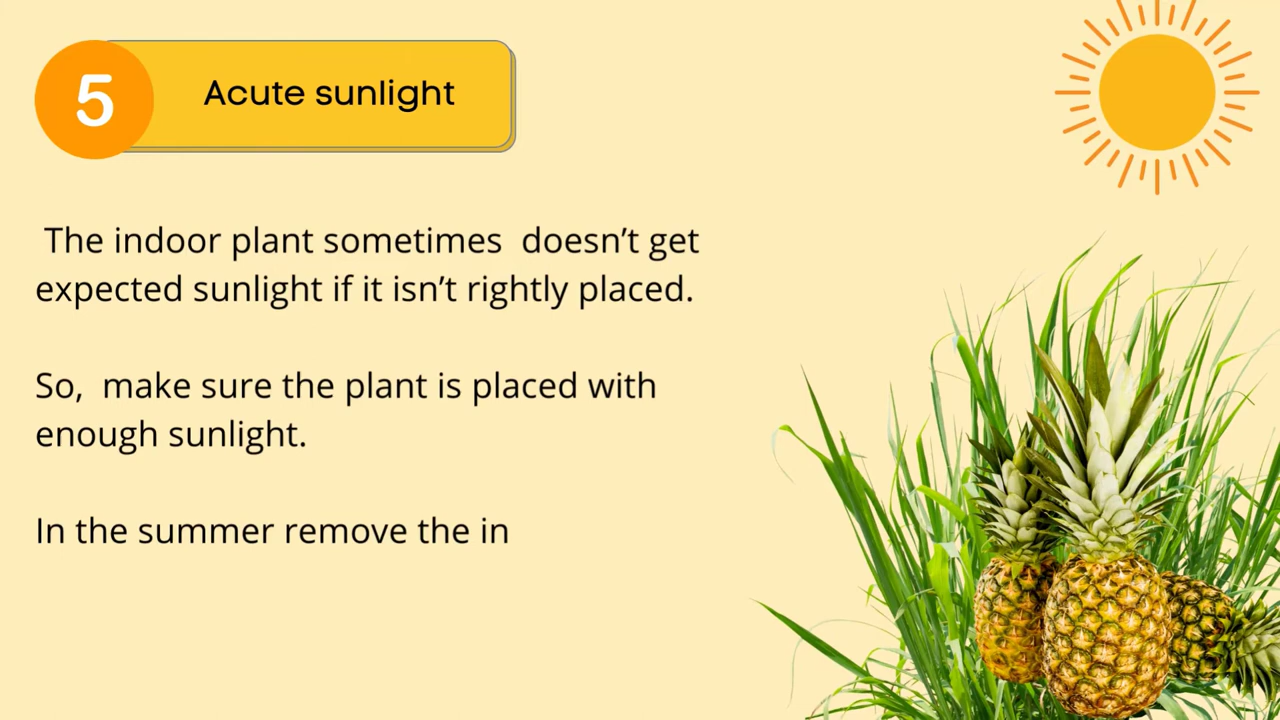 5
Acute sunlight
The indoor plant sometimes  doesn’t get
expected sunlight if it isn’t rightly placed.
So,  make sure the plant is placed with
enough sunlight.
In the summer remove the in